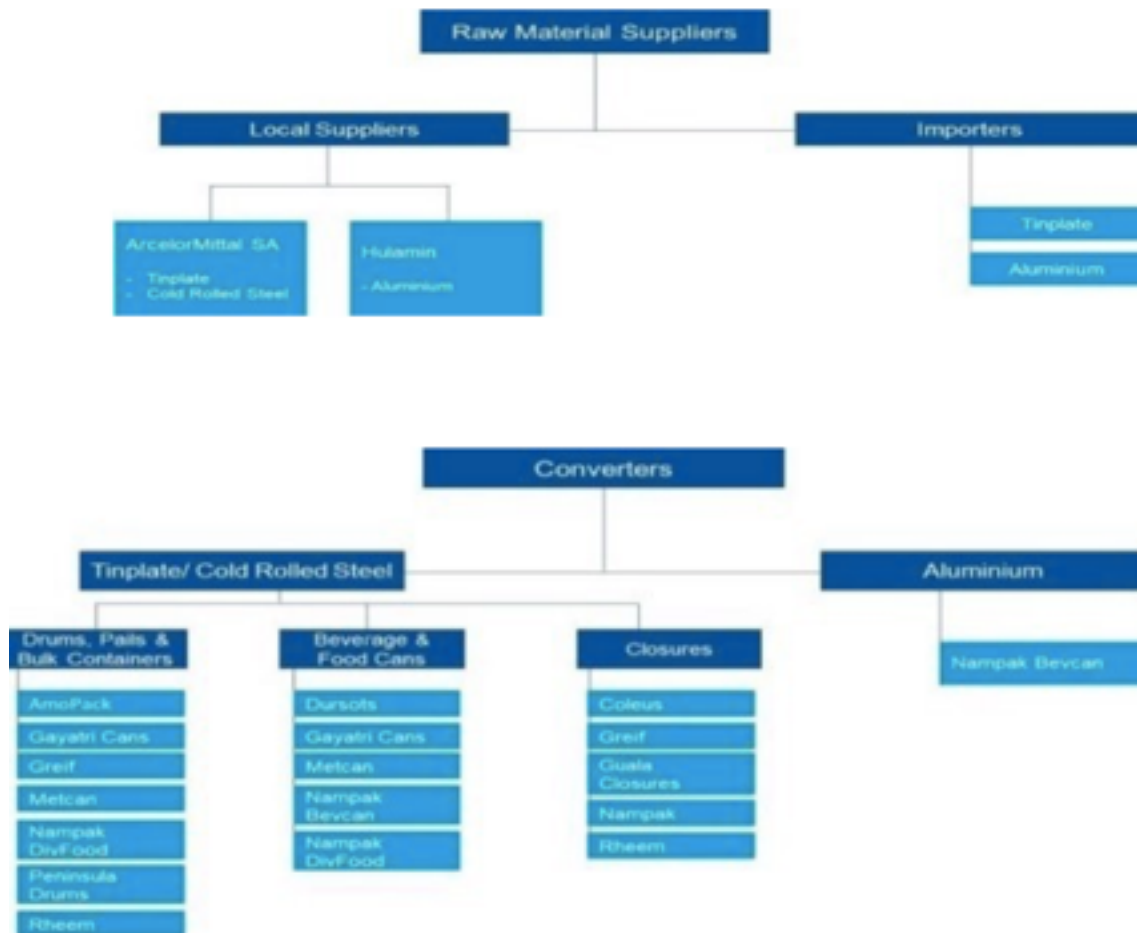 Raw Material Suppliers
Local Suppliers
Importers
ArcelorMittal SA
- Tinplate
- Cold Rolled Steel
Hulamin
- Aluminium
Tinplate
Aluminium
Converters
Tinplate/ Cold Rolled Steel
Aluminium
Drums, Pails &
Bulk Containers
AmoPack
Gayatri Cans
Greif
Metcan
Nampak
DivFood
Peninsula
Drums
Rheem
Beverage &
Food Cans
Dursots
Gayatri Cans
Metcan
Nampak
Bevcan
Nampak
DivFood
Closures
Coleus
Greif
Guala
Closures
Nampak
Rheem
Nampak Bevcan